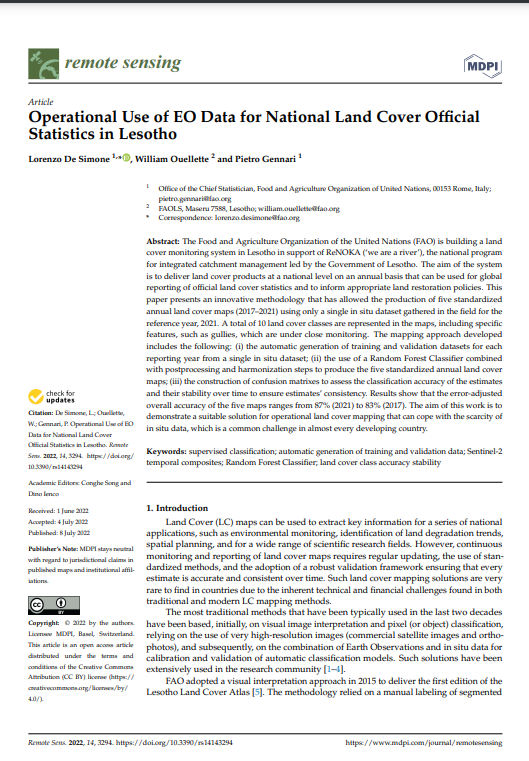 remote sensing
MDPI
Article
Operational Use of EO Data for National Land Cover Official
Statistics in Lesotho
Lorenzo De Simone 1,*, William Ouellette 2 and Pietro Gennari 1
1 Office of the Chief Statistician, Food and Agriculture Organization of United Nations, 00153 Rome, Italy;
pietro.gennari@fao.org
2 FAOLS, Maseru 7588, Lesotho; william.ouellette@fao.org
* Correspondence: lorenzo.desimone@fao.org
Abstract: The Food and Agriculture Organization of the United Nations (FAO) is building a land
cover monitoring system in Lesotho in support of ReNOKA ('we are a river'), the national program
for integrated catchment management led by the Government of Lesotho. The aim of the system
is to deliver land cover products at a national level on an annual basis that can be used for global
reporting of official land cover statistics and to inform appropriate land restoration policies. This
paper presents an innovative methodology that has allowed the production of five standardized
annual land cover maps (2017–2021) using only a single in situ dataset gathered in the field for the
reference year, 2021. A total of 10 land cover classes are represented in the maps, including specific
features, such as gullies, which are under close monitoring. The mapping approach developed
includes the following: (i) the automatic generation of training and validation datasets for each
reporting year from a single in situ dataset; (ii) the use of a Random Forest Classifier combined
with postprocessing and harmonization steps to produce the five standardized annual land cover
maps; (iii) the construction of confusion matrixes to assess the classification accuracy of the estimates
and their stability over time to ensure estimates' consistency. Results show that the error-adjusted
overall accuracy of the five maps ranges from 87% (2021) to 83% (2017). The aim of this work is to
demonstrate a suitable solution for operational land cover mapping that can cope with the scarcity of
in situ data, which is a common challenge in almost every developing country.
Keywords: supervised classification; automatic generation of training and validation data; Sentinel-2
temporal composites; Random Forest Classifier; land cover class accuracy stability
check for
updates
Citation: De Simone, L.; Ouellette,
W.; Gennari, P. Operational Use of EO
Data for National Land Cover
Official Statistics in Lesotho. Remote
Sens. 2022, 14, 3294. https://doi.org/
10.3390/rs14143294
Academic Editors: Conghe Song and
Dino Ienco
Received: 1 June 2022
Accepted: 4 July 2022
Published: 8 July 2022
Publisher's Note: MDPI stays neutral
with regard to jurisdictional claims in
published maps and institutional affil-
iations.
cc BY
Copyright: © 2022 by the authors.
Licensee MDPI, Basel, Switzerland.
This article is an open access article
distributed under the terms and
conditions of the Creative Commons
Attribution (CC BY) license (https://
creativecommons.org/licenses/by/
4.0/).
1. Introduction
Land Cover (LC) maps can be used to extract key information for a series of national
applications, such as environmental monitoring, identification of land degradation trends,
spatial planning, and for a wide range of scientific research fields. However, continuous
monitoring and reporting of land cover maps requires regular updating, the use of stan-
dardized methods, and the adoption of a robust validation framework ensuring that every
estimate is accurate and consistent over time. Such land cover mapping solutions are very
rare to find in countries due to the inherent technical and financial challenges found in both
traditional and modern LC mapping methods.
The most traditional methods that have been typically used in the last two decades
have been based, initially, on visual image interpretation and pixel (or object) classification,
relying on the use of very high-resolution images (commercial satellite images and ortho-
photos), and subsequently, on the combination of Earth Observations and in situ data for
calibration and validation of automatic classification models. Such solutions have been
extensively used in the research community [1–4].
FAO adopted a visual interpretation approach in 2015 to deliver the first edition of the
Lesotho Land Cover Atlas [5]. The methodology relied on a manual labeling of segmented
Remote Sens. 2022, 14, 3294. https://doi.org/10.3390/rs14143294
https://www.mdpi.com/journal/remotesensing